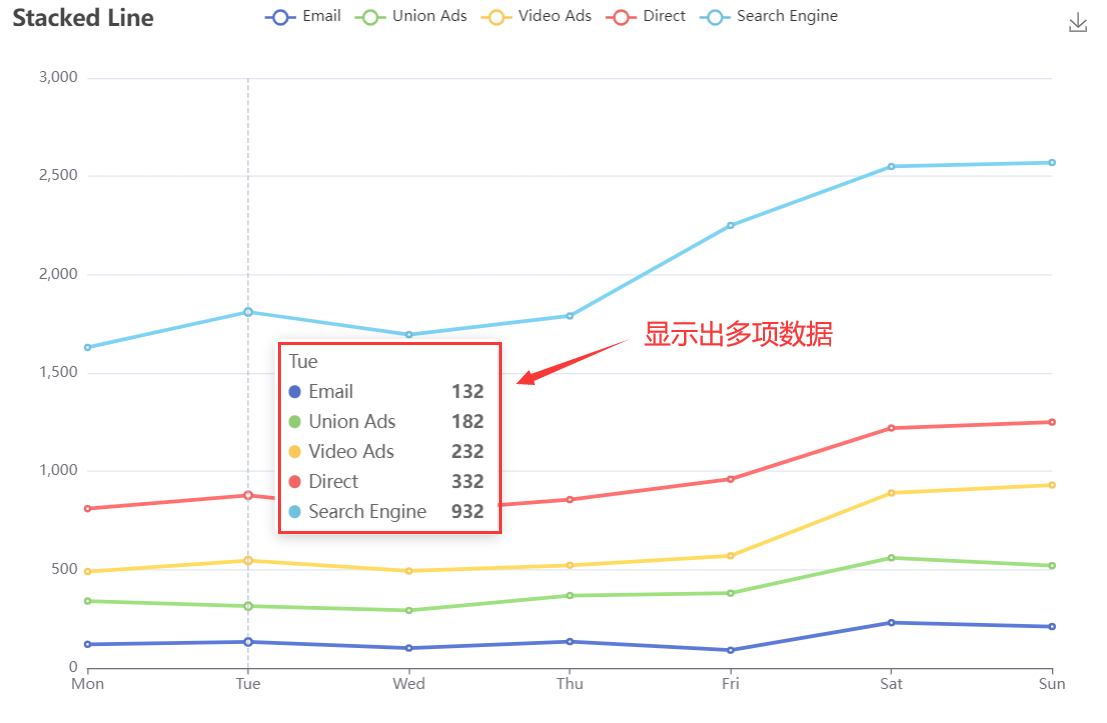 Stacked Line
Email Union Ads Video Ads Direct Search Engine
3,000
2,500
2,000
1,500
1,000
500
0
显示出多项数据
Tue
Email 132
Union Ads 182
Video Ads 232
Direct 332
Search Engine 932
Mon Tue Wed Thu Fri Sat Sun